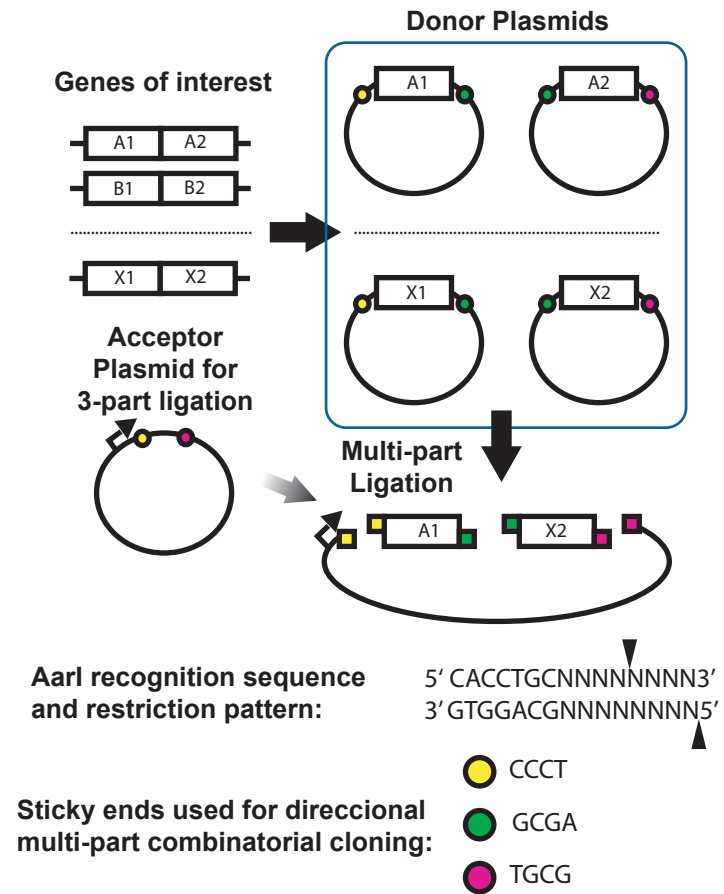 Donor Plasmids
Genes of interest
A1 A2
B1 B2
X1 X2
A1 A2
X1 X2
Acceptor
Plasmid for
3-part ligation
Multi-part
Ligation
A1 X2
AarI recognition sequence
and restriction pattern:
5‘ CACCTGCNNNNNNNN3’
3’GTGGACGNNNNNNNN5’
CCCT
Sticky ends used for direccional
multi-part combinatorial cloning:
GCGA
TGCG